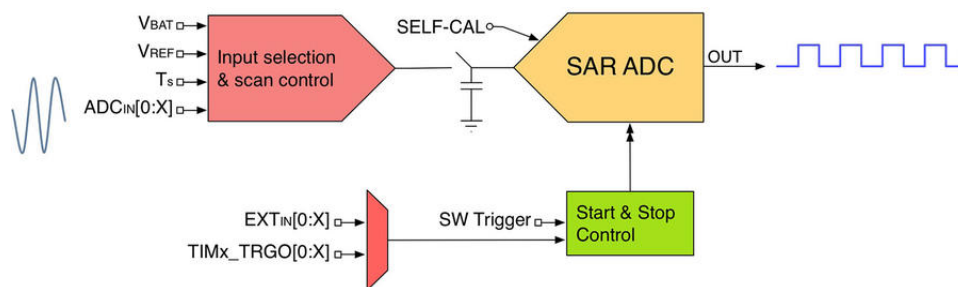 VBAT
VREF
Ts
ADCIN[0:X]
Input selection
& scan control
SELF-CAL
SAR ADC
OUT
EXTIN[0:X]
TIMx_TRGO[0:X]
SW Trigger
Start & Stop
Control